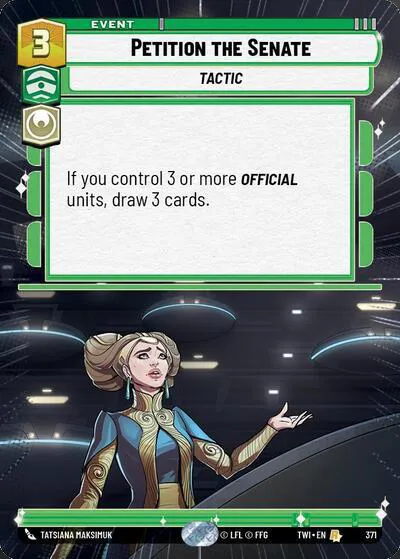 EVENT
3
PETITION THE SENATE
TACTIC
If you control 3 or more OFFICIAL
units, draw 3 cards.
TATSIANA MAKSIMUK
© LFL © FFG
TWI • EN
371